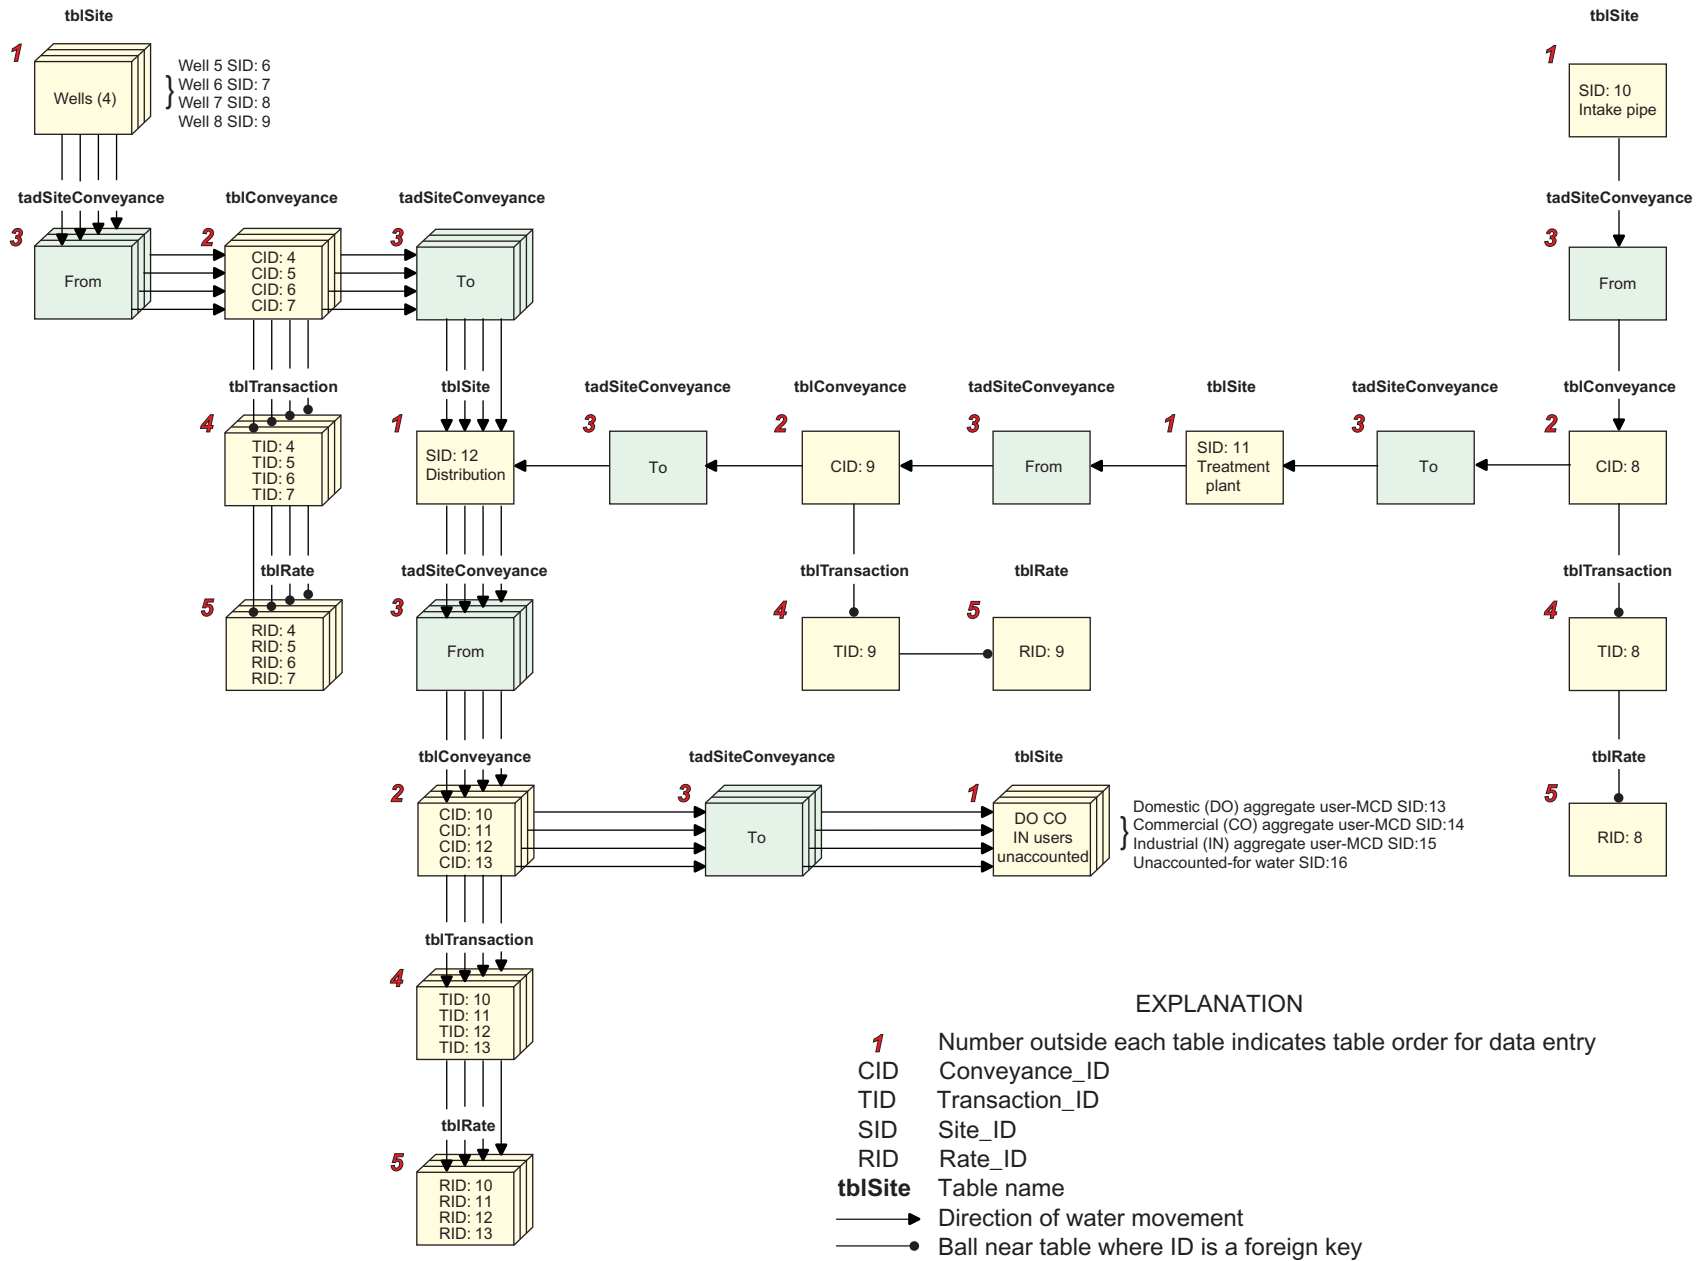 tblSite
tblSite
1
Wells (4)
Well 5 SID: 6
Well 6 SID: 7
Well 7 SID: 8
Well 8 SID: 9
}
1
SID: 10
Intake pipe
tadSiteConveyance
tblConveyance
tadSiteConveyance
tadSiteConveyance
3
From
2
CID: 4
CID: 5
CID: 6
CID: 7
3
To
3
From
tblTransaction
tblSite
tadSiteConveyance
tblConveyance
tadSiteConveyance
tblSite
tadSiteConveyance
tblConveyance
4
TID: 4
TID: 5
TID: 6
TID: 7
1
SID: 12
Distribution
3
To
2
CID: 9
3
From
1
SID: 11
Treatment
plant
3
To
2
CID: 8
tblRate
tadSiteConveyance
tblTransaction
tblRate
tblTransaction
5
RID: 4
RID: 5
RID: 6
RID: 7
3
From
4
TID: 9
5
RID: 9
4
TID: 8
tblConveyance
tadSiteConveyance
tblSite
tblRate
2
CID: 10
CID: 11
CID: 12
CID: 13
3
To
1
DO CO
IN users
unaccounted
Domestic (DO) aggregate user-MCD SID:13
Commercial (CO) aggregate user-MCD SID:14
Industrial (IN) aggregate user-MCD SID:15
Unaccounted-for water SID:16
}
5
RID: 8
tblTransaction
4
TID: 10
TID: 11
TID: 12
TID: 13
tblRate
5
RID: 10
RID: 11
RID: 12
RID: 13
EXPLANATION
1 Number outside each table indicates table order for data entry
CID Conveyance_ID
TID Transaction_ID
SID Site_ID
RID Rate_ID
tblSite Table name
Direction of water movement
Ball near table where ID is a foreign key